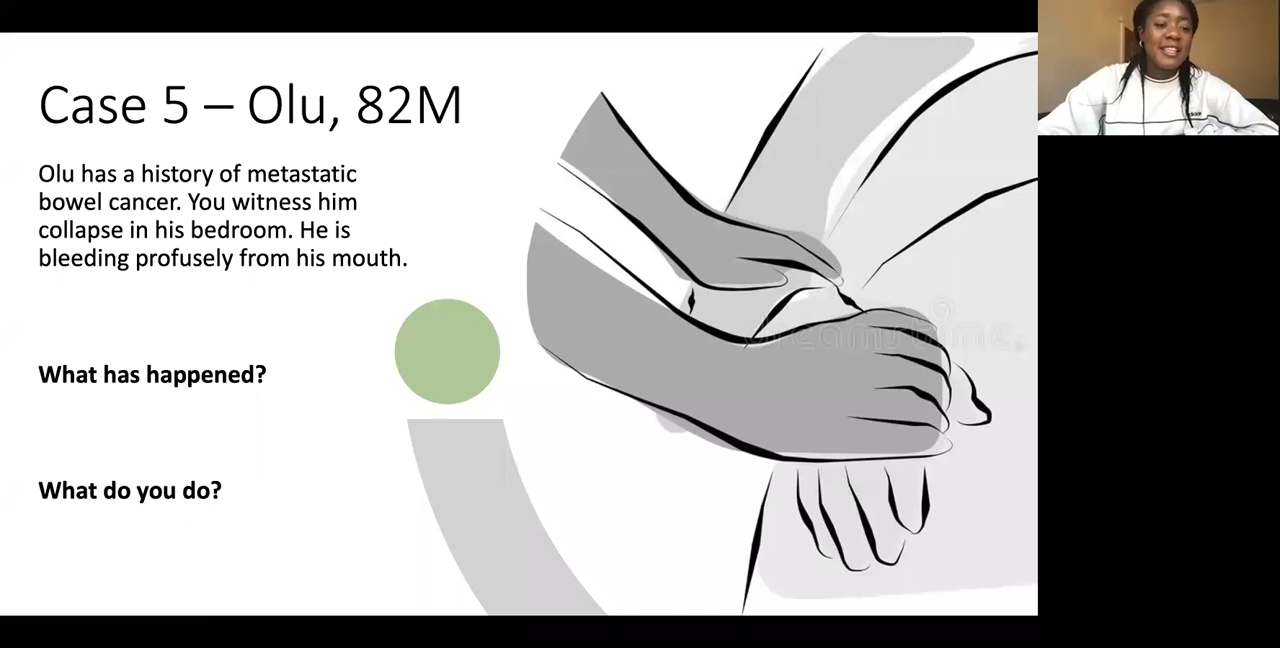 Case 5 – Olu, 82M
Olu has a history of metastatic
bowel cancer. You witness him
collapse in his bedroom. He is
bleeding profusely from his mouth.
What has happened?
What do you do?
dreamstime.